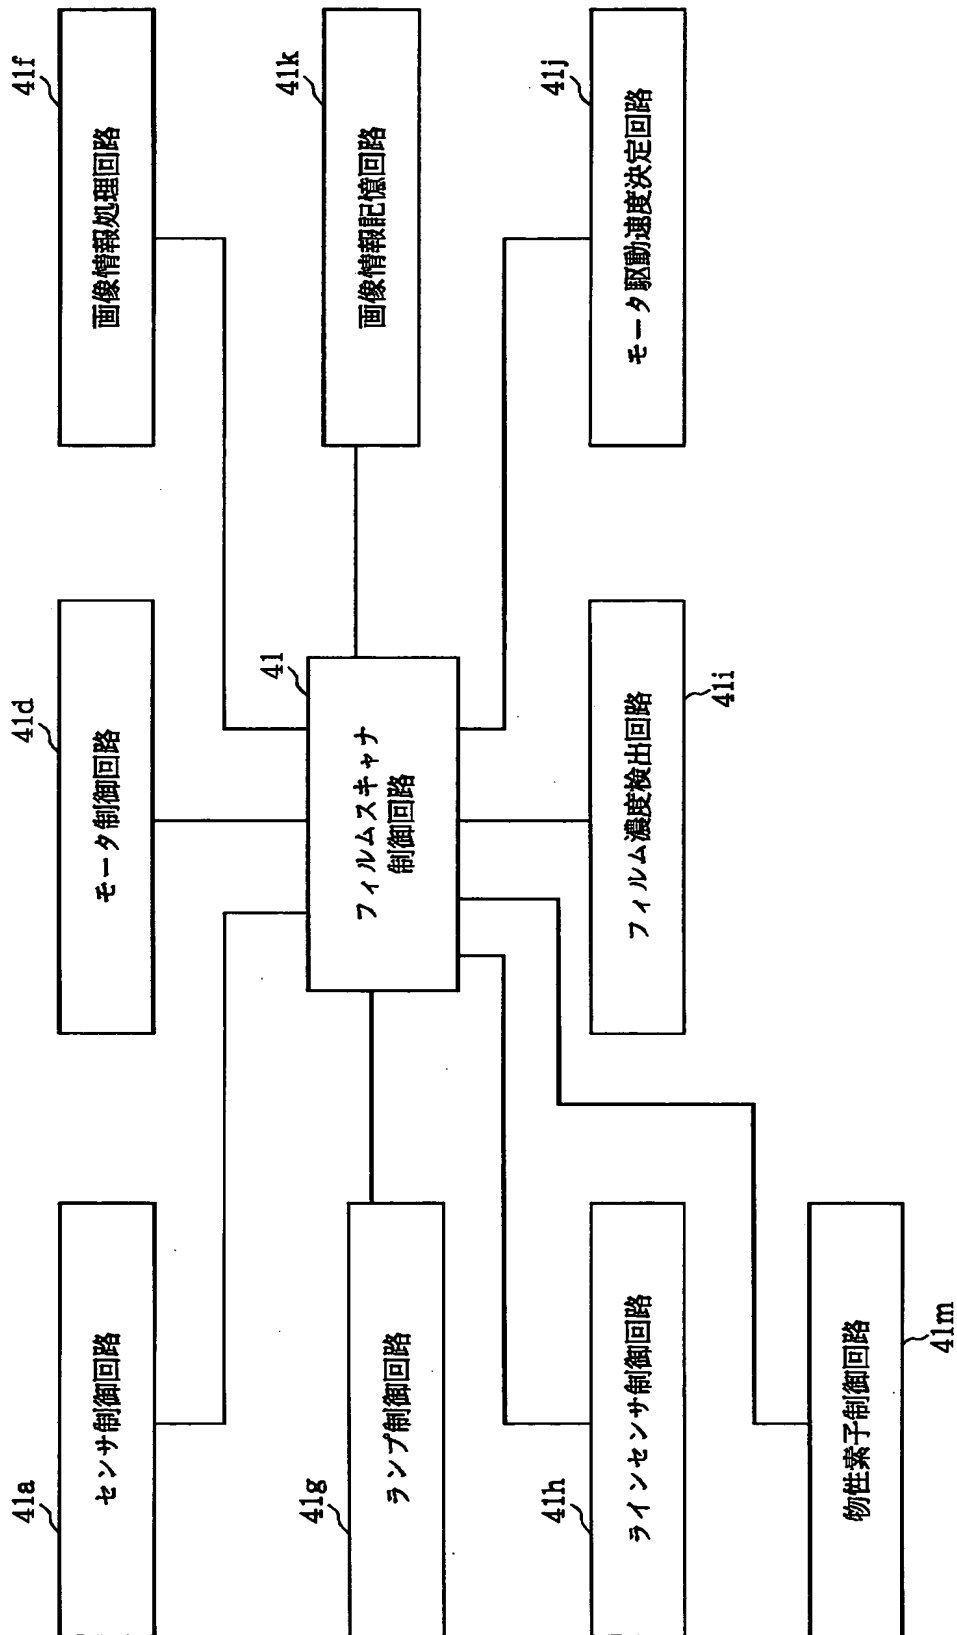 41a
センサ制御回路
41d
モータ制御回路
41f
画像情報処理回路
41g
ランプ制御回路
41
フィルムスキャナ
制御回路
41k
画像情報記憶回路
41h
ラインセンサ制御回路
フィルム濃度検出回路
41i
41j
モータ駆動速度決定回路
物性素子制御回路
41m